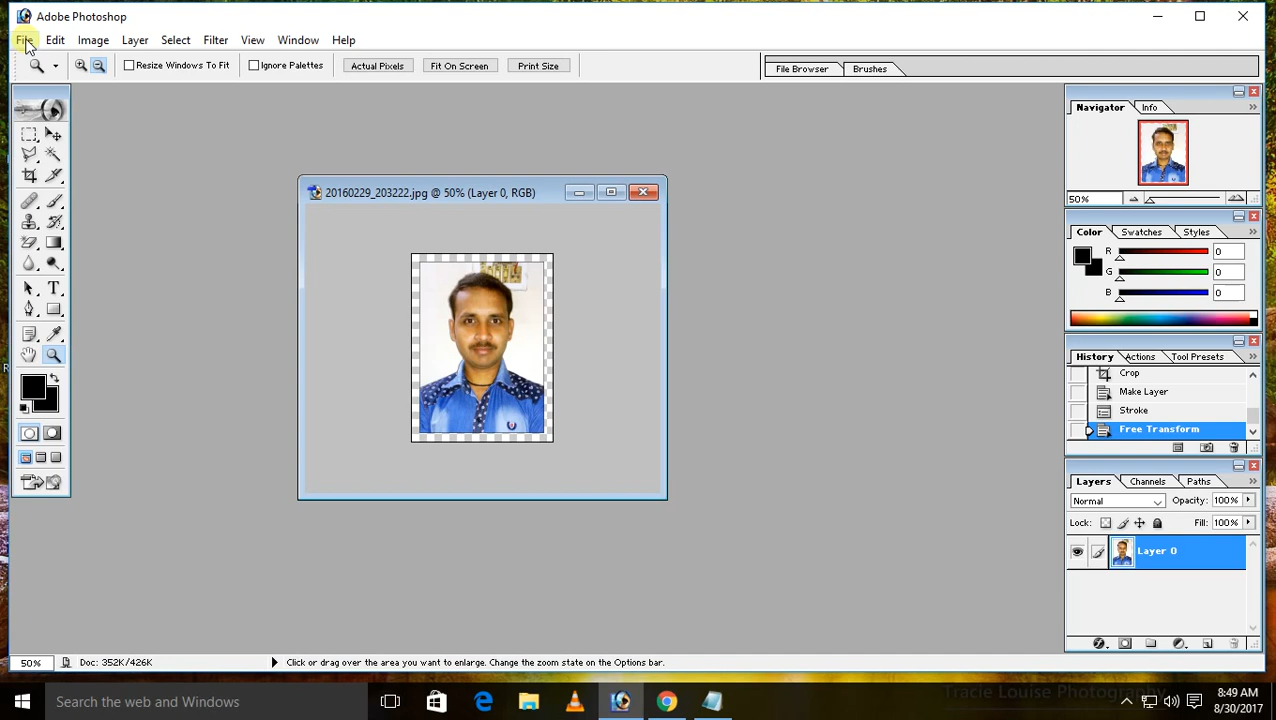 Adobe Photoshop
File Edit Image Layer Select Filter View Window Help
Resize Windows To Fit Ignore Palettes Actual Pixels Fit On Screen Print Size File Browser Brushes
Navigator Info
20160229_203222.jpg @ 50% (Layer 0, RGB)
50%
Color Swatches Styles
R 0
G 0
B 0
History Actions Tool Presets
Crop
Make Layer
Stroke
Free Transform
Layers Channels Paths
Normal Opacity: 100%
Lock: Fill: 100%
Layer 0
50% Doc: 352K/426K Click or drag over the area you want to enlarge. Change the zoom state on the Options bar.
Search the web and Windows
Tracie Louise Photography
8:49 AM
8/30/2017